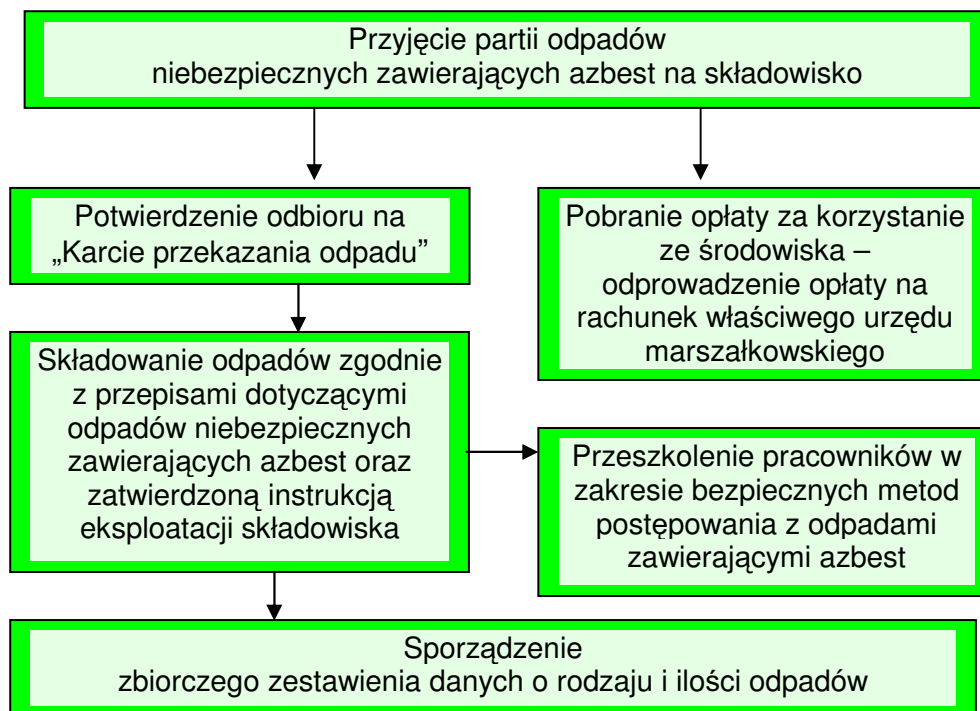 Przyjęcie partii odpadów
niebezpiecznych zawierających azbest na składowisko
Potwierdzenie odbioru na
„Karcie przekazania odpadu”
Pobranie opłaty za korzystanie
ze środowiska –
odprowadzenie opłaty na
rachunek właściwego urzędu
marszałkowskiego
Składowanie odpadów zgodnie
z przepisami dotyczącymi
odpadów niebezpiecznych
zawierających azbest oraz
zatwierdzoną instrukcją
eksploatacji składowiska
Przeszkolenie pracowników w
zakresie bezpiecznych metod
postępowania z odpadami
zawierającymi azbest
Sporządzenie
zbiorczego zestawienia danych o rodzaju i ilości odpadów